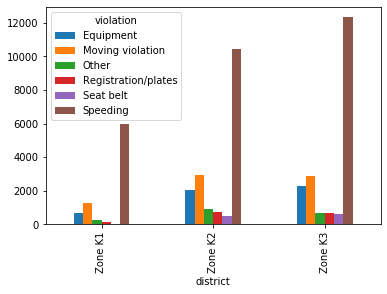 12000
10000
8000
6000
4000
2000
0
violation
Equipment
Moving violation
Other
Registration/plates
Seat belt
Speeding
Zone K1
Zone K2
Zone K3
district